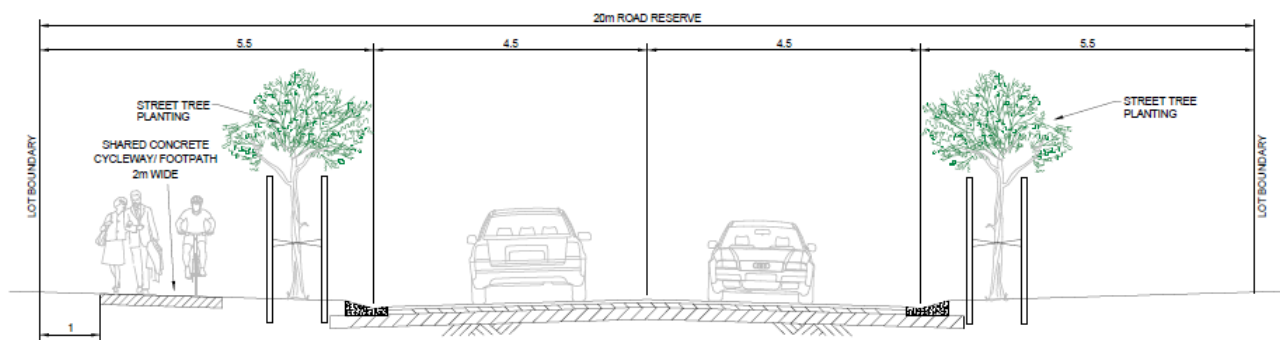 20m ROAD RESERVE
5.5
4.5
4.5
5.5
STREET TREE
PLANTING
STREET TREE
PLANTING
SHARED CONCRETE
CYCLEWAY/ FOOTPATH
2m WIDE
LOT BOUNDARY
LOT BOUNDARY
1